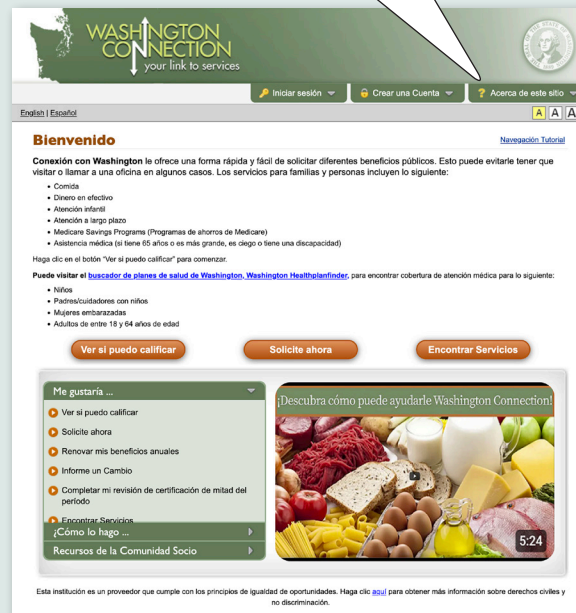 WASHINGTON
CONNECTION
your link to services
Iniciar sesión
Crear una Cuenta
? Acerca de este sitio
English | Español
A A A
Bienvenido
Navegación Tutorial
Conexión con Washington le ofrece una forma rápida y fácil de solicitar diferentes beneficios públicos. Esto puede evitarle tener que
visitar o llamar a una oficina en algunos casos. Los servicios para familias y personas incluyen lo siguiente:
• Comida
• Dinero en efectivo
• Atención infantil
• Atención a largo plazo
• Medicare Savings Programs (Programas de ahorros de Medicare)
• Asistencia médica (si tiene 65 años o es más grande, es ciego o tiene una discapacidad)
Haga clic en el botón "Ver si puedo calificar" para comenzar.
Puede visitar el buscador de planes de salud de Washington, Washington Healthplanfinder, para encontrar cobertura de atención médica para lo siguiente:
• Niños
• Padres/cuidadores con niños
• Mujeres embarazadas
• Adultos de entre 18 y 64 años de edad
Ver si puedo calificar
Solicite ahora
Encontrar Servicios
Me gustaría ...
Ver si puedo calificar
Solicite ahora
Renovar mis beneficios anuales
Informe un Cambio
Completar mi revisión de certificación de mitad del
período
Encontrar Servicios
¿Cómo lo hago ...
Recursos de la Comunidad Socio
¡Descubra cómo puede ayudarle Washington Connection!
5:24
Esta institución es un proveedor que cumple con los principios de igualdad de oportunidades. Haga clic aquí para obtener más información sobre derechos civiles y
no discriminación.